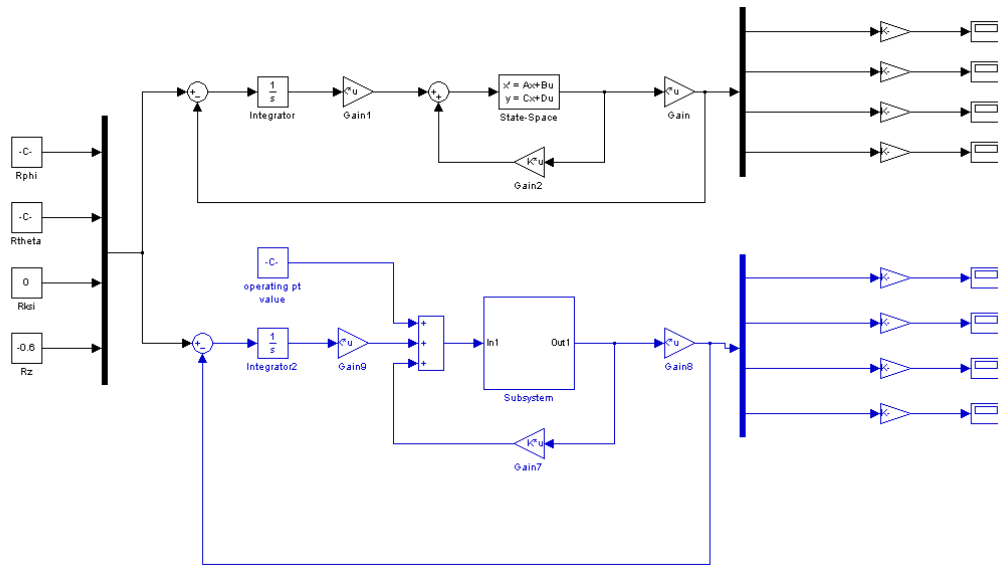 -C-
Rphi
-C-
Rtheta
0
Rksi
-0.6
Rz
+
-
1
s
Integrator
K*u
Gain1
+
+
x' = Ax+Bu
y = Cx+Du
State-Space
K*u
Gain
K*u
Gain2
K-
K-
K-
K-
-C-
operating pt
value
+
-
1
s
Integrator2
K*u
Gain9
+
+
+
In1
Out1
Subsystem
K*u
Gain8
K*u
Gain7
K-
K-
K-
K-